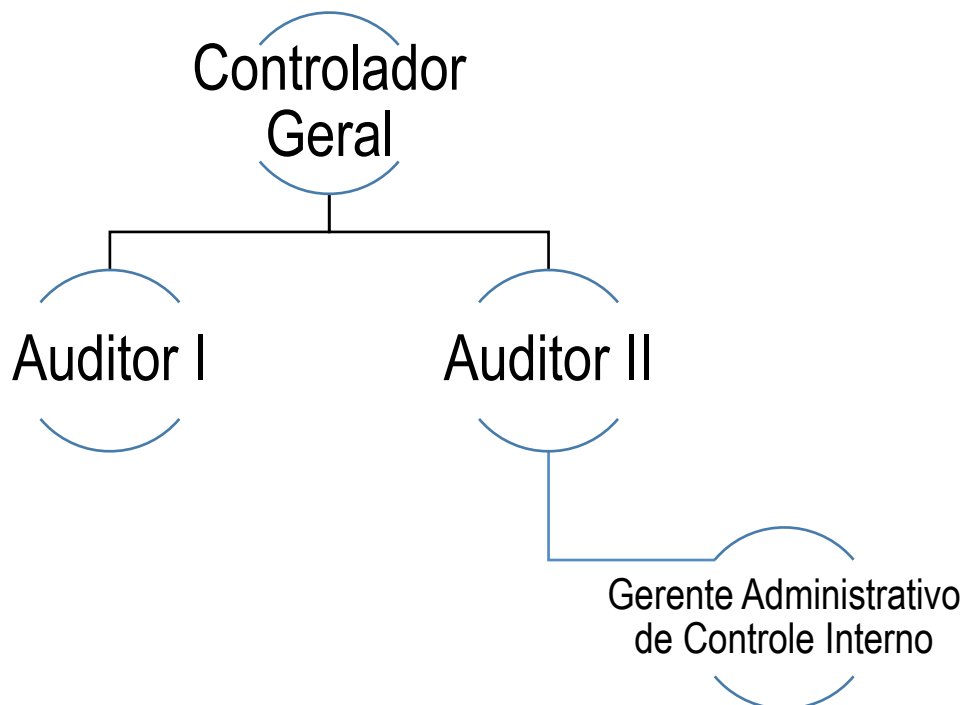 Controlador
Geral
Auditor I
Auditor II
Gerente Administrativo
de Controle Interno